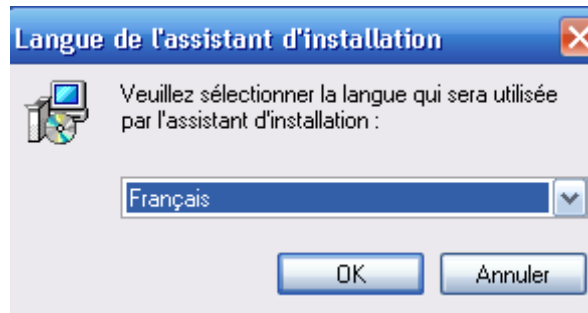 Langue de l'assistant d'installation
Veuillez sélectionner la langue qui sera utilisée
par l'assistant d'installation :
Français
OK
Annuler